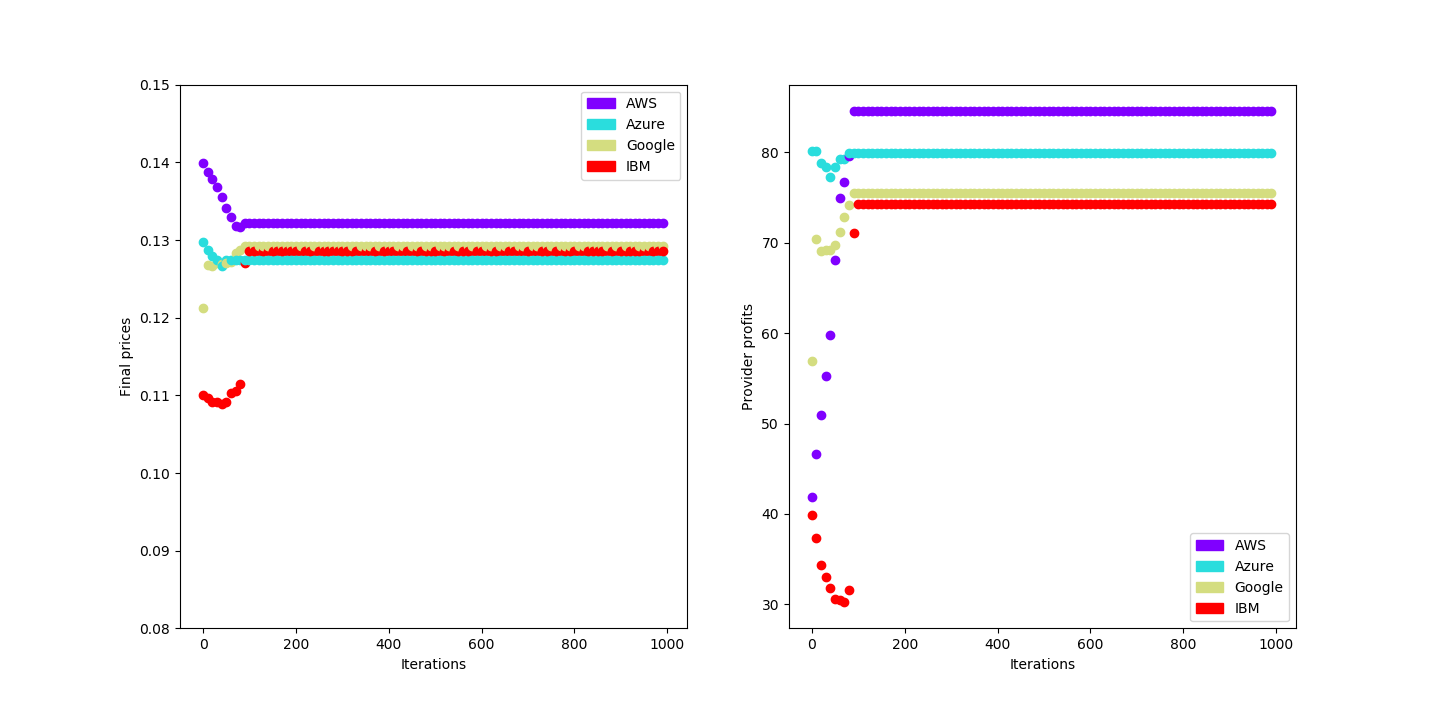 0.15
0.14
0.13
0.12
0.11
0.10
0.09
0.08
Final prices
0
200
400
600
800
1000
Iterations
AWS
Azure
Google
IBM
80
70
60
50
40
30
Provider profits
0
200
400
600
800
1000
Iterations
AWS
Azure
Google
IBM